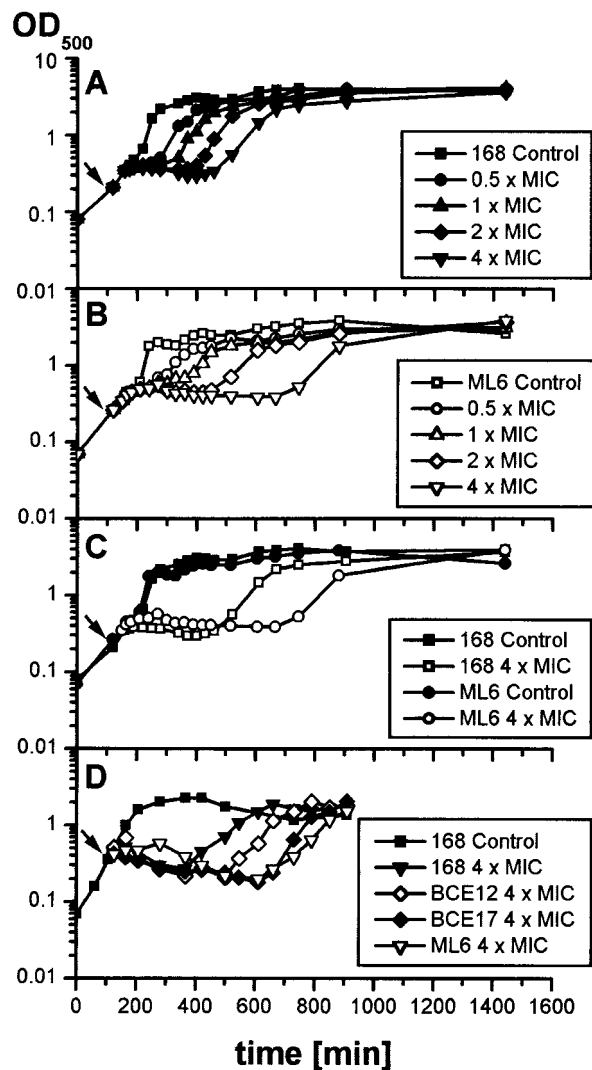 OD500
A
10
1
0.1
168 Control
0.5 x MIC
1 x MIC
2 x MIC
4 x MIC
0.01
B
1
0.1
ML6 Control
0.5 x MIC
1 x MIC
2 x MIC
4 x MIC
0.01
C
1
0.1
168 Control
168 4 x MIC
ML6 Control
ML6 4 x MIC
0.01
D
1
0.1
168 Control
168 4 x MIC
BCE12 4 x MIC
BCE17 4 x MIC
ML6 4 x MIC
0.01
0 200 400 600 800 1000 1200 1400 1600
time [min]